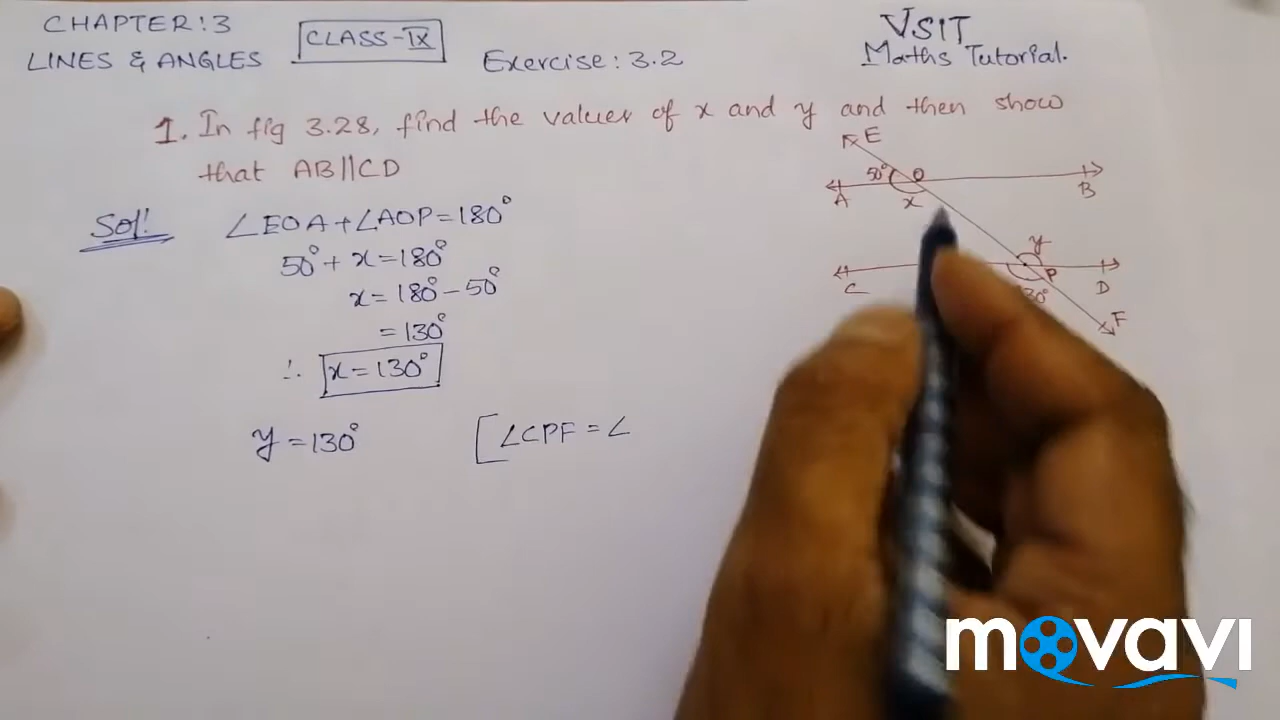 CHAPTER:3
LINES & ANGLES
CLASS-IX
Exercise: 3.2
VSIT
Maths Tutorial.
1. In fig 3.28, find the values of x and y and then show
that AB||CD
Sol!
∠EOA+∠AOP=180°
50°+x=180°
x=180°-50°
=130°
∴ x=130°
y=130°
[∠CPF=∠
E
50° O
A x B
y
C P D
30° F
movavi